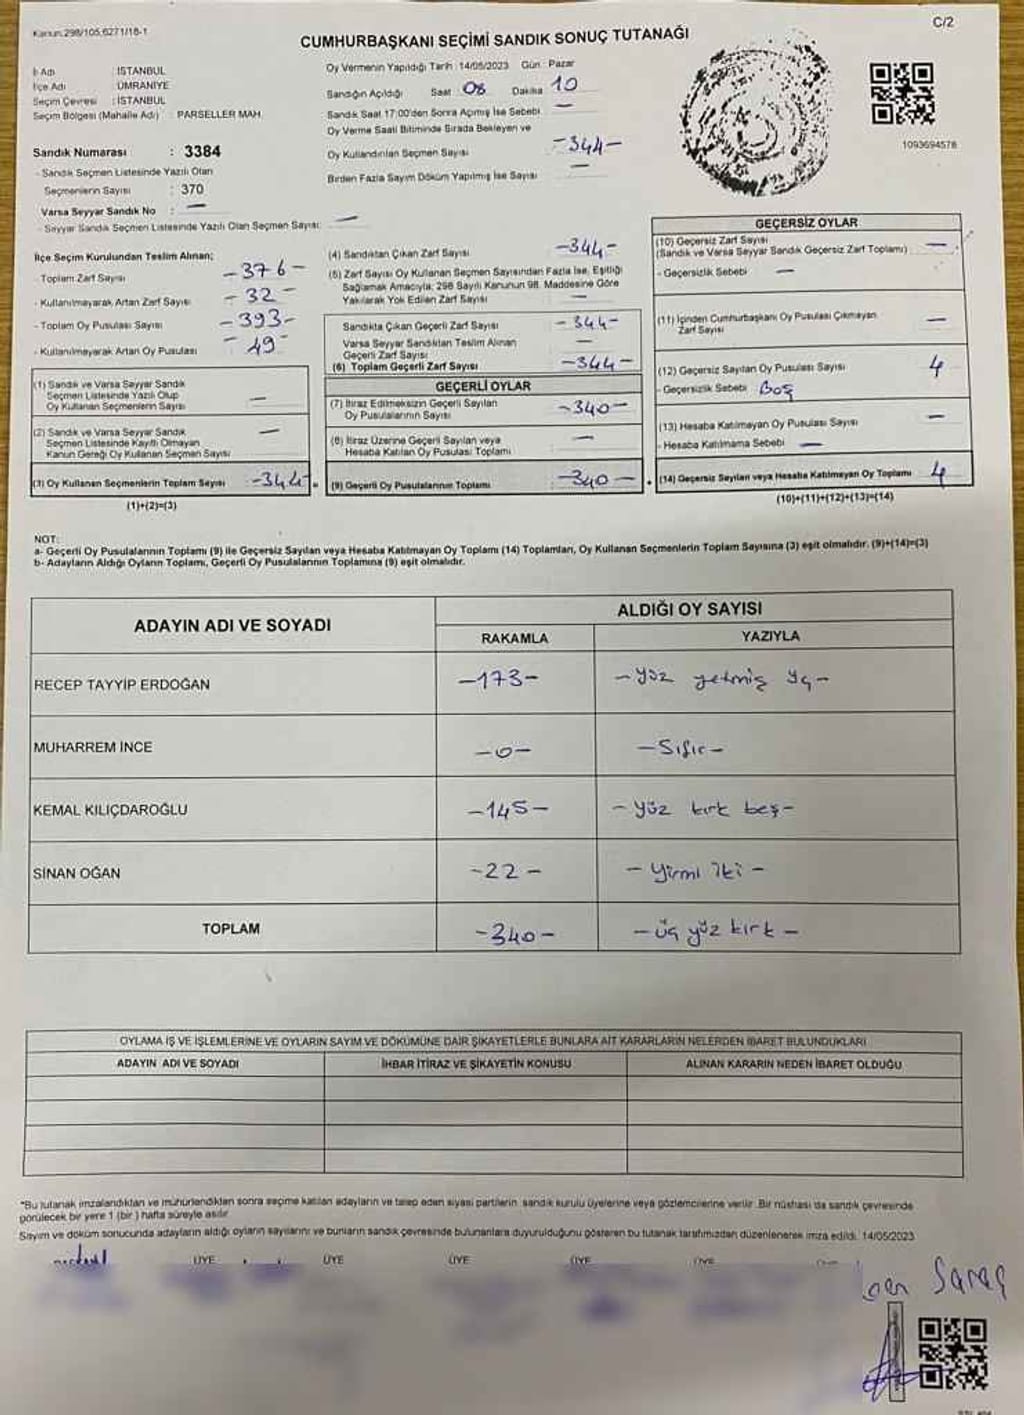 Kanun.298/105,6271/18-1
C/2
CUMHURBAŞKANI SEÇİMİ SANDIK SONUÇ TUTANAĞI
İl Adı : İSTANBUL
İlçe Adı : ÜMRANİYE
Seçim Çevresi : İSTANBUL
Seçim Bölgesi (Mahalle Adı) : PARSELLER MAH.
Sandık Numarası : 3384
- Sandık Seçmen Listesinde Yazılı Olan
Seçmenlerin Sayısı : 370
Varsa Seyyar Sandık No : —
- Seyyar Sandık Seçmen Listesinde Yazılı Olan Seçmen Sayısı: —
Oy Vermenin Yapıldığı Tarih : 14/05/2023 Gün : Pazar
Sandığın Açıldığı Saat 08 Dakika 10
Sandık Saat 17:00'den Sonra Açılmış İse Sebebi —
Oy Verme Saati Bitiminde Sırada Bekleyen ve
Oy Kullandırılan Seçmen Sayısı -344-
Birden Fazla Sayım Döküm Yapılmış İse Sayısı —
1093694578
İlçe Seçim Kurulundan Teslim Alınan;
- Toplam Zarf Sayısı -376-
- Kullanılmayarak Artan Zarf Sayısı -32-
- Toplam Oy Pusulası Sayısı -393-
- Kullanılmayarak Artan Oy Pusulası -49-
(1) Sandık ve Varsa Seyyar Sandık
Seçmen Listesinde Yazılı Olup
Oy Kullanan Seçmenlerin Sayısı —
(2) Sandık ve Varsa Seyyar Sandık
Seçmen Listesinde Kayıtlı Olmayan
Kanun Gereği Oy Kullanan Seçmen Sayısı —
(3) Oy Kullanan Seçmenlerin Toplam Sayısı -344-
(1)+(2)=(3)
(4) Sandıktan Çıkan Zarf Sayısı -344-
(5) Zarf Sayısı Oy Kullanan Seçmen Sayısından Fazla İse, Eşitliği
Sağlamak Amacıyla; 298 Sayılı Kanunun 98. Maddesine Göre
Yakılarak Yok Edilen Zarf Sayısı —
Sandıkta Çıkan Geçerli Zarf Sayısı -344-
Varsa Seyyar Sandıktan Teslim Alınan
Geçerli Zarf Sayısı —
(6) Toplam Geçerli Zarf Sayısı -344-
GEÇERLİ OYLAR
(7) İtiraz Edilmeksizin Geçerli Sayılan
Oy Pusulalarının Sayısı -340-
(8) İtiraz Üzerine Geçerli Sayılan veya
Hesaba Katılan Oy Pusulası Toplamı —
(9) Geçerli Oy Pusulalarının Toplamı -340-
GEÇERSİZ OYLAR
(10) Geçersiz Zarf Sayısı
(Sandık ve Varsa Seyyar Sandık Geçersiz Zarf Toplamı) —
- Geçersizlik Sebebi —
(11) İçinden Cumhurbaşkanı Oy Pusulası Çıkmayan
Zarf Sayısı —
(12) Geçersiz Sayılan Oy Pusulası Sayısı 4
- Geçersizlik Sebebi Boş
(13) Hesaba Katılmayan Oy Pusulası Sayısı —
- Hesaba Katılmama Sebebi —
(14) Geçersiz Sayılan veya Hesaba Katılmayan Oy Toplamı 4
(10)+(11)+(12)+(13)=(14)
NOT:
a- Geçerli Oy Pusulalarının Toplamı (9) ile Geçersiz Sayılan veya Hesaba Katılmayan Oy Toplamı (14) Toplamları, Oy Kullanan Seçmenlerin Toplam Sayısına (3) eşit olmalıdır. (9)+(14)=(3)
b- Adayların Aldığı Oyların Toplamı, Geçerli Oy Pusulalarının Toplamına (9) eşit olmalıdır.
ADAYIN ADI VE SOYADI
ALDIĞI OY SAYISI
RAKAMLA YAZIYLA
RECEP TAYYİP ERDOĞAN -173- -yüz yetmiş üç-
MUHARREM İNCE -0- -Sıfır-
KEMAL KILIÇDAROĞLU -145- -yüz kırk beş-
SİNAN OĞAN -22- -yirmi iki-
TOPLAM -340- -üç yüz kırk-
OYLAMA İŞ VE İŞLEMLERİNE VE OYLARIN SAYIM VE DÖKÜMÜNE DAİR ŞİKAYETLERLE BUNLARA AİT KARARLARIN NELERDEN İBARET BULUNDUKLARI
ADAYIN ADI VE SOYADI İHBAR İTİRAZ VE ŞİKAYETİN KONUSU ALINAN KARARIN NEDEN İBARET OLDUĞU
*Bu tutanak imzalandıktan ve mühürlendikten sonra seçime katılan adayların ve talep eden siyasi partilerin sandık kurulu üyelerine veya gözlemcilerine verilir. Bir nüshası da sandık çevresinde
görülecek bir yere 1 (bir) hafta süreyle asılır.
Sayım ve döküm sonucunda adayların aldığı oyların sayılarını ve bunların sandık çevresinde bulunanlara duyurulduğunu gösteren bu tutanak tarafımızdan düzenlenerek imza edildi. 14/05/2023
ÜYE ÜYE ÜYE ÜYE ÜYE
Saraç